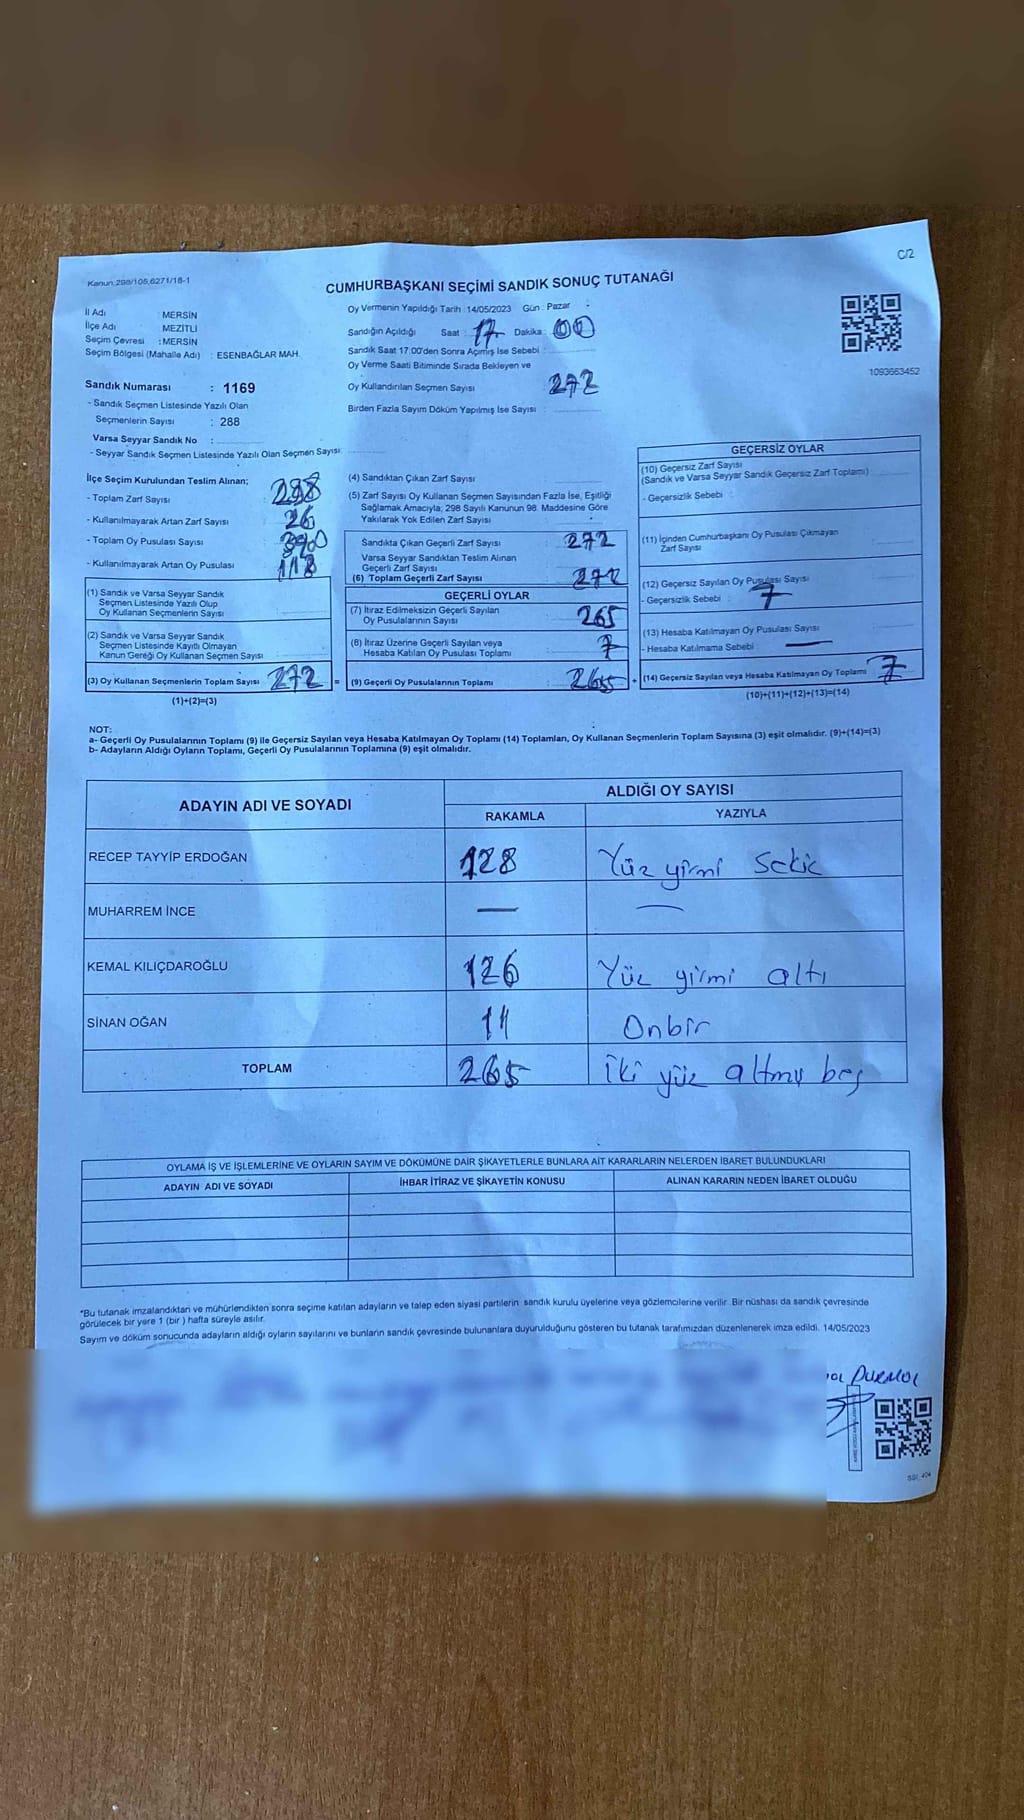 C/2
Kanun 298/105,6271/18-1
CUMHURBAŞKANI SEÇİMİ SANDIK SONUÇ TUTANAĞI
İl Adı MERSİN
İlçe Adı MEZİTLİ
Seçim Çevresi : MERSİN
Seçim Bölgesi (Mahalle Adı) : ESENBAĞLAR MAH.
Oy Vermenin Yapıldığı Tarih : 14/05/2023 Gün : Pazar
Sandığın Açıldığı Saat : 17 Dakika : 00
Sandık Saat 17:00'den Sonra Açımış İse Sebebi :
Oy Verme Saati Bitiminde Sırada Bekleyen ve
Oy Kullandırılan Seçmen Sayısı 272
Birden Fazla Sayım Döküm Yapılmış İse Sayısı :
1093663452
Sandık Numarası : 1169
- Sandık Seçmen Listesinde Yazılı Olan
Seçmenlerin Sayısı : 288
Varsa Seyyar Sandık No :
- Seyyar Sandık Seçmen Listesinde Yazılı Olan Seçmen Sayısı:
İlçe Seçim Kurulundan Teslim Alınan;
- Toplam Zarf Sayısı 298
- Kullanılmayarak Artan Zarf Sayısı 26
- Toplam Oy Pusulası Sayısı
- Kullanılmayarak Artan Oy Pusulası 118
(1) Sandık ve Varsa Seyyar Sandık
Seçmen Listesinde Yazılı Olup
Oy Kullanan Seçmenlerin Sayısı
(2) Sandık ve Varsa Seyyar Sandık
Seçmen Listesinde Kayıtlı Olmayan
Kanun Gereği Oy Kullanan Seçmen Sayısı
(3) Oy Kullanan Seçmenlerin Toplam Sayısı 272 =
(1)+(2)=(3)
(4) Sandıktan Çıkan Zarf Sayısı :
(5) Zarf Sayısı Oy Kullanan Seçmen Sayısından Fazla İse, Eşitliği
Sağlamak Amacıyla; 298 Sayılı Kanunun 98. Maddesine Göre
Yakılarak Yok Edilen Zarf Sayısı
Sandıkta Çıkan Geçerli Zarf Sayısı : 272
Varsa Seyyar Sandıktan Teslim Alınan
Geçerli Zarf Sayısı
(6) Toplam Geçerli Zarf Sayısı 272
GEÇERLİ OYLAR
(7) İtiraz Edilmeksizin Geçerli Sayılan
Oy Pusulalarının Sayısı 265
(8) İtiraz Üzerine Geçerli Sayılan veya
Hesaba Katılan Oy Pusulası Toplamı 7
(9) Geçerli Oy Pusulalarının Toplamı 265 +
GEÇERSİZ OYLAR
(10) Geçersiz Zarf Sayısı
(Sandık ve Varsa Seyyar Sandık Geçersiz Zarf Toplamı)
- Geçersizlik Sebebi :
(11) İçinden Cumhurbaşkanı Oy Pusulası Çıkmayan
Zarf Sayısı
(12) Geçersiz Sayılan Oy Pusulası Sayısı
- Geçersizlik Sebebi : 7
(13) Hesaba Katılmayan Oy Pusulası Sayısı
- Hesaba Katılmama Sebebi : —
(14) Geçersiz Sayılan veya Hesaba Katılmayan Oy Toplamı 7
(10)+(11)+(12)+(13)=(14)
NOT:
a- Geçerli Oy Pusulalarının Toplamı (9) ile Geçersiz Sayılan veya Hesaba Katılmayan Oy Toplamı (14) Toplamları, Oy Kullanan Seçmenlerin Toplam Sayısına (3) eşit olmalıdır. (9)+(14)=(3)
b- Adayların Aldığı Oyların Toplamı, Geçerli Oy Pusulalarının Toplamına (9) eşit olmalıdır.
ADAYIN ADI VE SOYADI ALDIĞI OY SAYISI
RAKAMLA YAZIYLA
RECEP TAYYİP ERDOĞAN 128 Yüz yirmi sekiz
MUHARREM İNCE — —
KEMAL KILIÇDAROĞLU 126 Yüz yirmi altı
SİNAN OĞAN 11 Onbir
TOPLAM 265 iki yüz altmış beş
OYLAMA İŞ VE İŞLEMLERİNE VE OYLARIN SAYIM VE DÖKÜMÜNE DAİR ŞİKAYETLERLE BUNLARA AİT KARARLARIN NELERDEN İBARET BULUNDUKLARI
ADAYIN ADI VE SOYADI İHBAR İTİRAZ VE ŞİKAYETİN KONUSU ALINAN KARARIN NEDEN İBARET OLDUĞU
*Bu tutanak imzalandıktan ve mühürlendikten sonra seçime katılan adayların ve talep eden siyasi partilerin sandık kurulu üyelerine veya gözlemcilerine verilir. Bir nüshası da sandık çevresinde
görülecek bir yere 1 (bir ) hafta süreyle asılır.
Sayım ve döküm sonucunda adayların aldığı oyların sayılarını ve bunların sandık çevresinde bulunanlara duyurulduğunu gösteren bu tutanak tarafımızdan düzenlenerek imza edildi. 14/05/2023